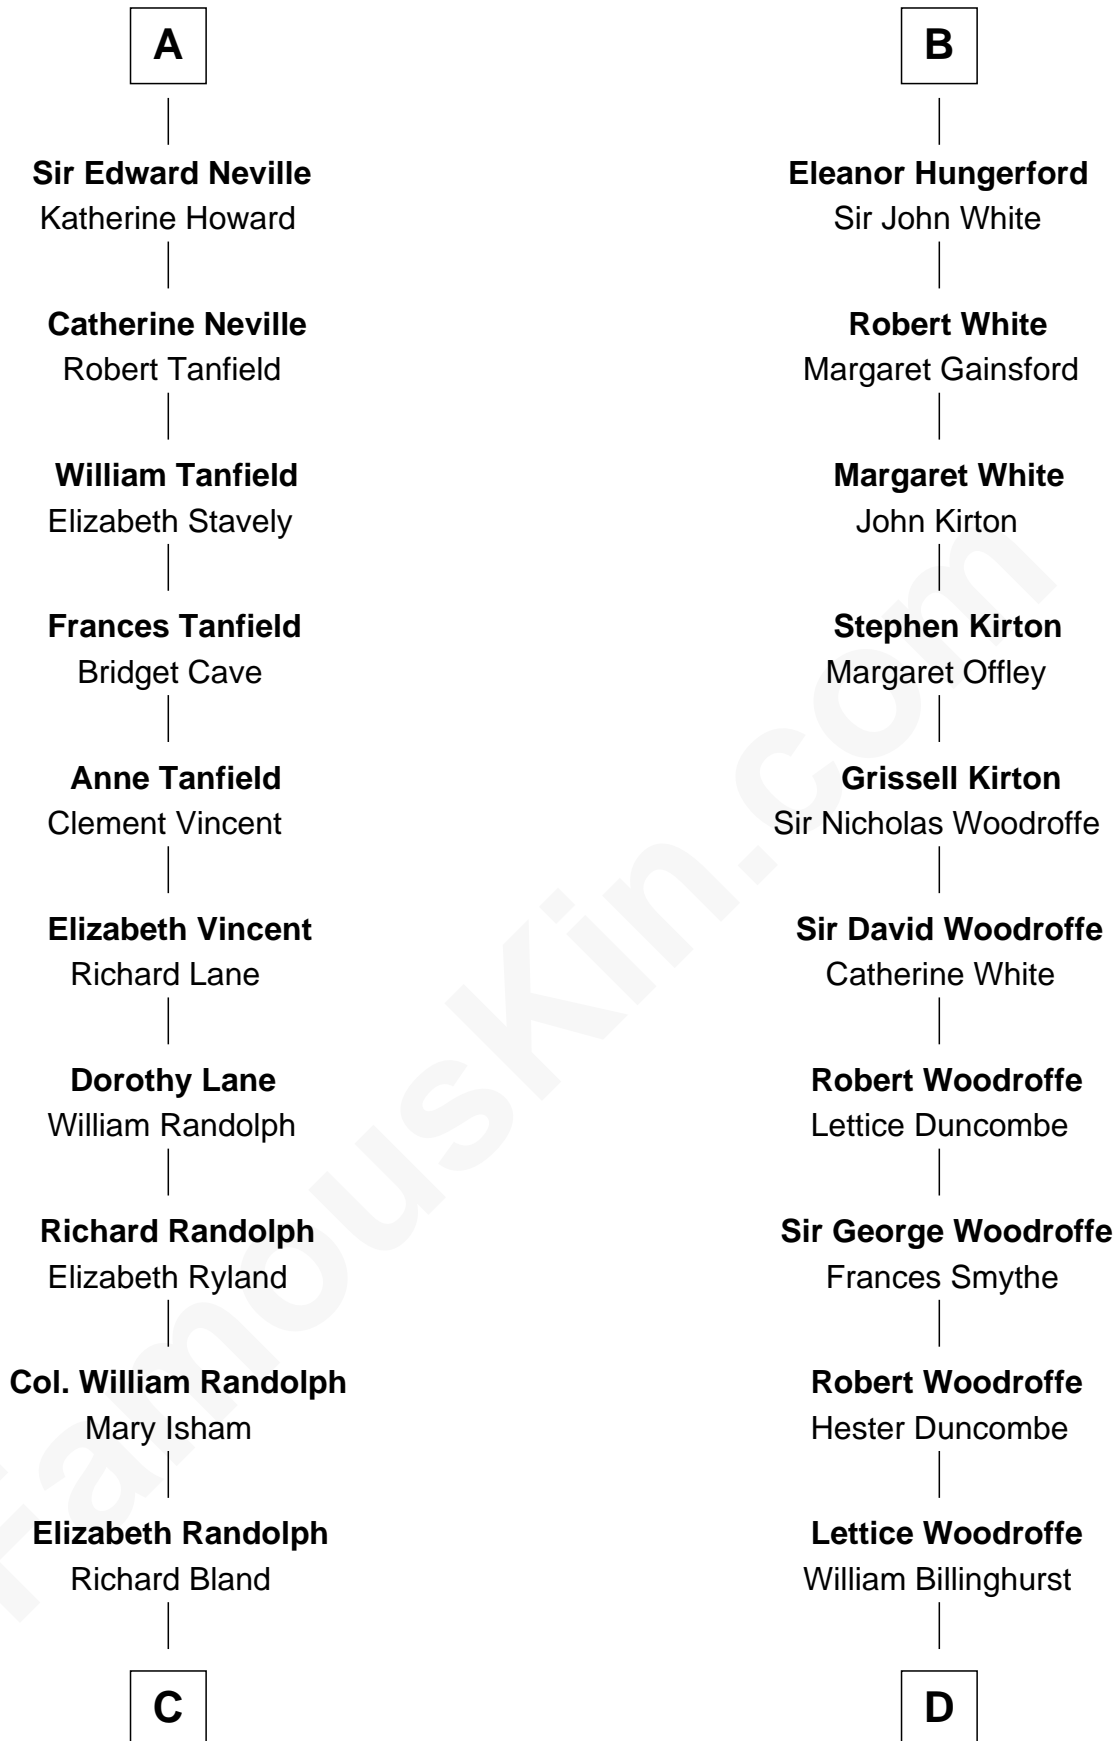 A
Sir Edward Neville
Katherine Howard
Catherine Neville
Robert Tanfield
William Tanfield
Elizabeth Stavely
Frances Tanfield
Bridget Cave
Anne Tanfield
Clement Vincent
Elizabeth Vincent
Richard Lane
Dorothy Lane
William Randolph
Richard Randolph
Elizabeth Ryland
Col. William Randolph
Mary Isham
Elizabeth Randolph
Richard Bland
C
B
Eleanor Hungerford
Sir John White
Robert White
Margaret Gainsford
Margaret White
John Kirton
Stephen Kirton
Margaret Offley
Grissell Kirton
Sir Nicholas Woodroffe
Sir David Woodroffe
Catherine White
Robert Woodroffe
Lettice Duncombe
Sir George Woodroffe
Frances Smythe
Robert Woodroffe
Hester Duncombe
Lettice Woodroffe
William Billinghurst
D
FamousKin.com